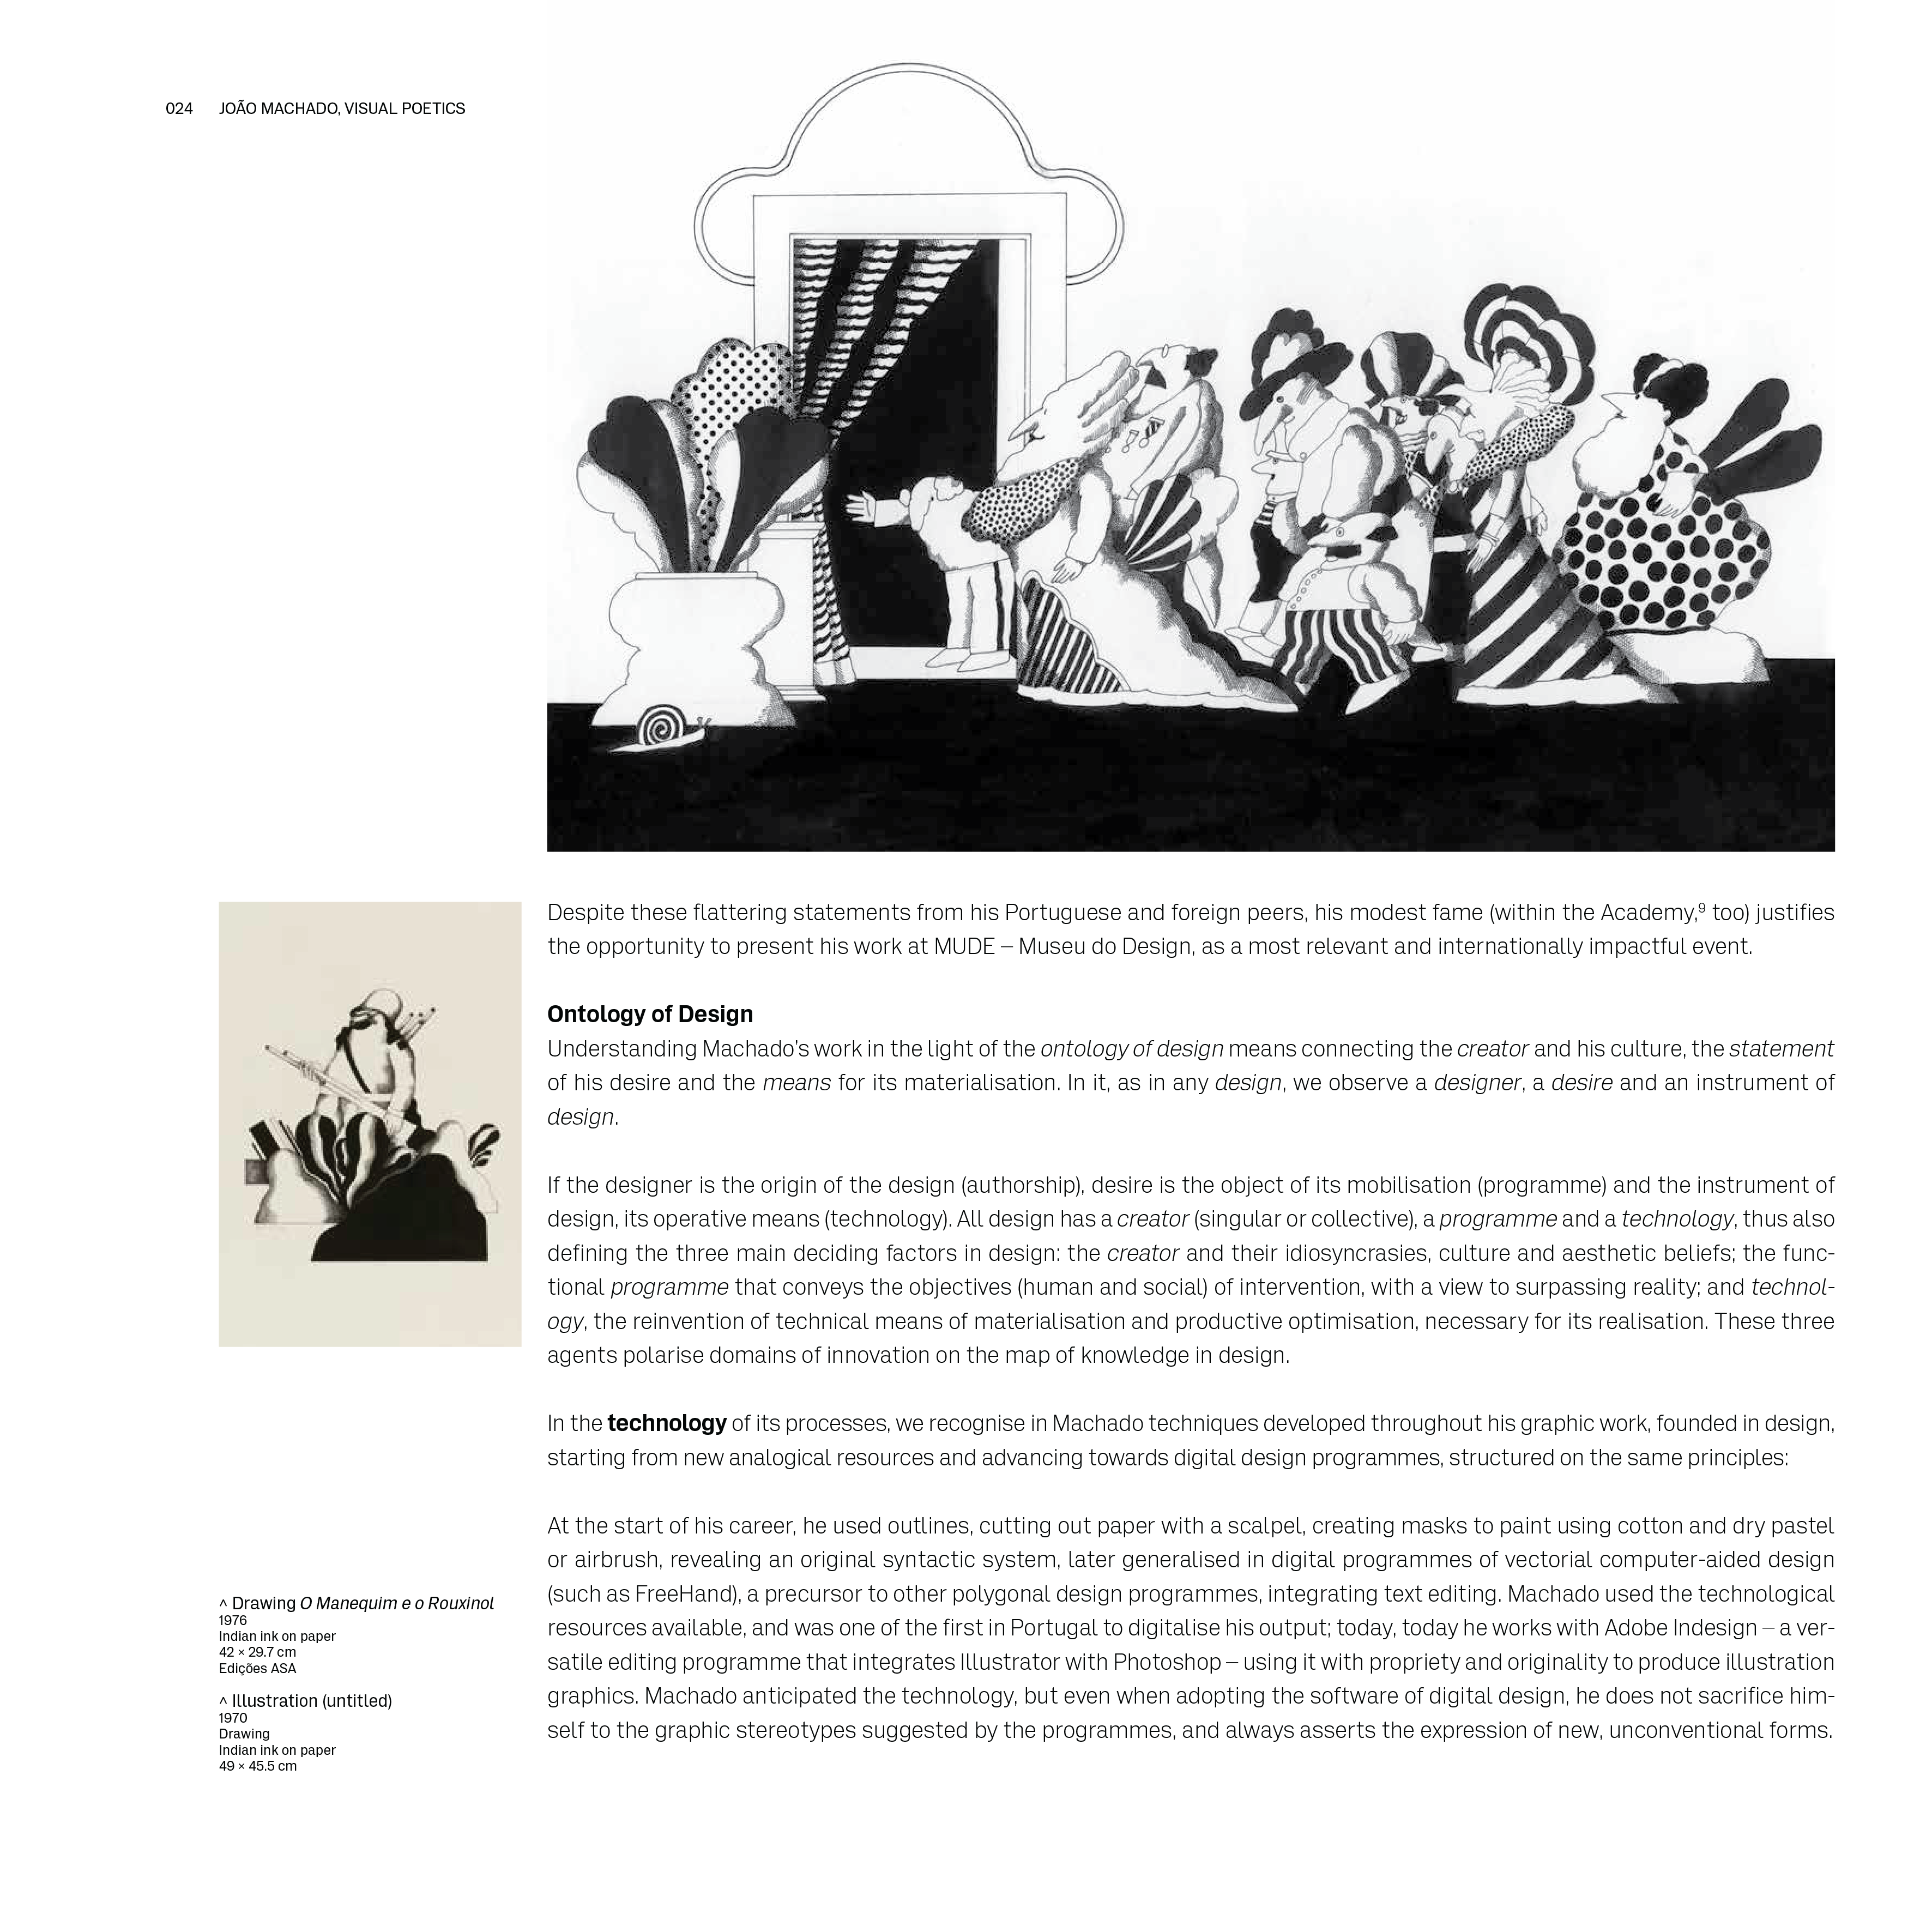 024 JOÃO MACHADO, VISUAL POETICS
Despite these flattering statements from his Portuguese and foreign peers, his modest fame (within the Academy,⁹ too) justifies
the opportunity to present his work at MUDE – Museu do Design, as a most relevant and internationally impactful event.
Ontology of Design
Understanding Machado's work in the light of the ontology of design means connecting the creator and his culture, the statement
of his desire and the means for its materialisation. In it, as in any design, we observe a designer, a desire and an instrument of
design.
If the designer is the origin of the design (authorship), desire is the object of its mobilisation (programme) and the instrument of
design, its operative means (technology). All design has a creator (singular or collective), a programme and a technology, thus also
defining the three main deciding factors in design: the creator and their idiosyncrasies, culture and aesthetic beliefs; the func-
tional programme that conveys the objectives (human and social) of intervention, with a view to surpassing reality; and technol-
ogy, the reinvention of technical means of materialisation and productive optimisation, necessary for its realisation. These three
agents polarise domains of innovation on the map of knowledge in design.
In the technology of its processes, we recognise in Machado techniques developed throughout his graphic work, founded in design,
starting from new analogical resources and advancing towards digital design programmes, structured on the same principles:
At the start of his career, he used outlines, cutting out paper with a scalpel, creating masks to paint using cotton and dry pastel
or airbrush, revealing an original syntactic system, later generalised in digital programmes of vectorial computer-aided design
(such as FreeHand), a precursor to other polygonal design programmes, integrating text editing. Machado used the technological
resources available, and was one of the first in Portugal to digitalise his output; today, today he works with Adobe Indesign – a ver-
satile editing programme that integrates Illustrator with Photoshop – using it with propriety and originality to produce illustration
graphics. Machado anticipated the technology, but even when adopting the software of digital design, he does not sacrifice him-
self to the graphic stereotypes suggested by the programmes, and always asserts the expression of new, unconventional forms.
^ Drawing O Manequim e o Rouxinol
1976
Indian ink on paper
42 × 29.7 cm
Edições ASA
^ Illustration (untitled)
1970
Drawing
Indian ink on paper
49 × 45.5 cm